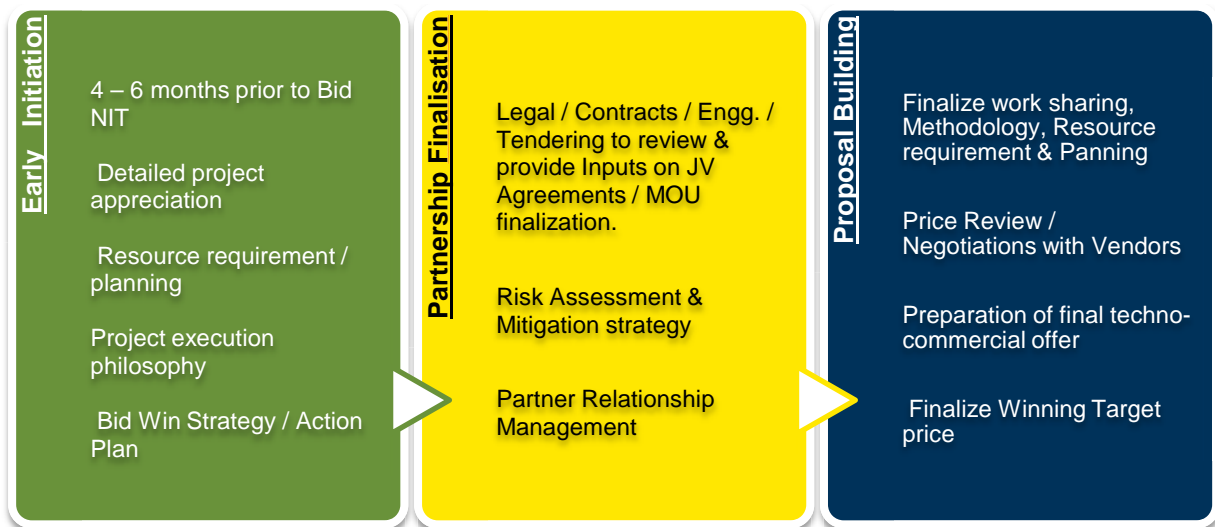 Early Initiation
4 – 6 months prior to Bid
NIT
Detailed project
appreciation
Resource requirement /
planning
Project execution
philosophy
Bid Win Strategy / Action
Plan
Partnership Finalisation
Legal / Contracts / Engg. /
Tendering to review &
provide Inputs on JV
Agreements / MOU
finalization.
Risk Assessment &
Mitigation strategy
Partner Relationship
Management
Proposal Building
Finalize work sharing,
Methodology, Resource
requirement & Panning
Price Review /
Negotiations with Vendors
Preparation of final techno-
commercial offer
Finalize Winning Target
price